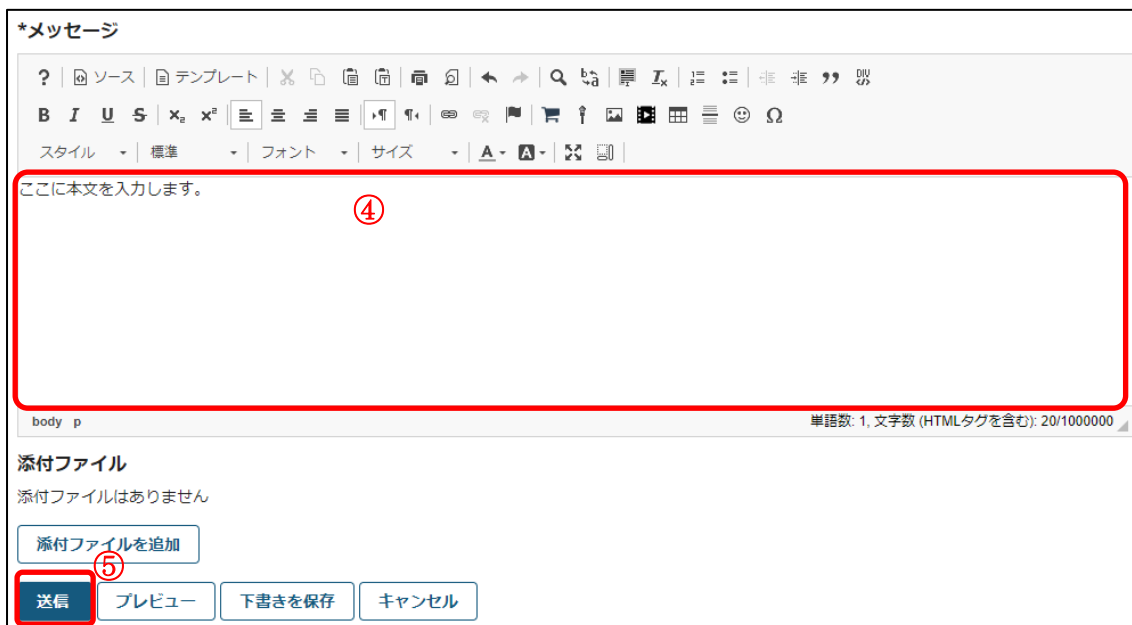 *メッセージ
? ソース テンプレート
B I U S x₂ x² Ω
スタイル 標準 フォント サイズ A A
ここに本文を入力します。
④
body p 単語数: 1, 文字数 (HTMLタグを含む): 20/1000000
添付ファイル
添付ファイルはありません
添付ファイルを追加
⑤
送信 プレビュー 下書きを保存 キャンセル